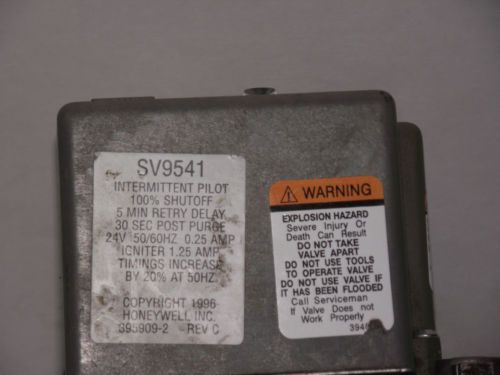 SV9541
INTERMITTENT PILOT
100% SHUTOFF
5 MIN RETRY DELAY
30 SEC POST PURGE
24V 50/60HZ 0.25 AMP
IGNITER 1.25 AMP
TIMINGS INCREASE
BY 20% AT 50HZ.
© COPYRIGHT 1996
HONEYWELL INC.
395909-2 REV C
WARNING
EXPLOSION HAZARD
Severe Injury Or
Death Can Result
DO NOT TAKE
VALVE APART
DO NOT USE TOOLS
TO OPERATE VALVE
DO NOT USE VALVE IF
IT HAS BEEN FLOODED
Call Serviceman
If Valve Does not
Work Properly